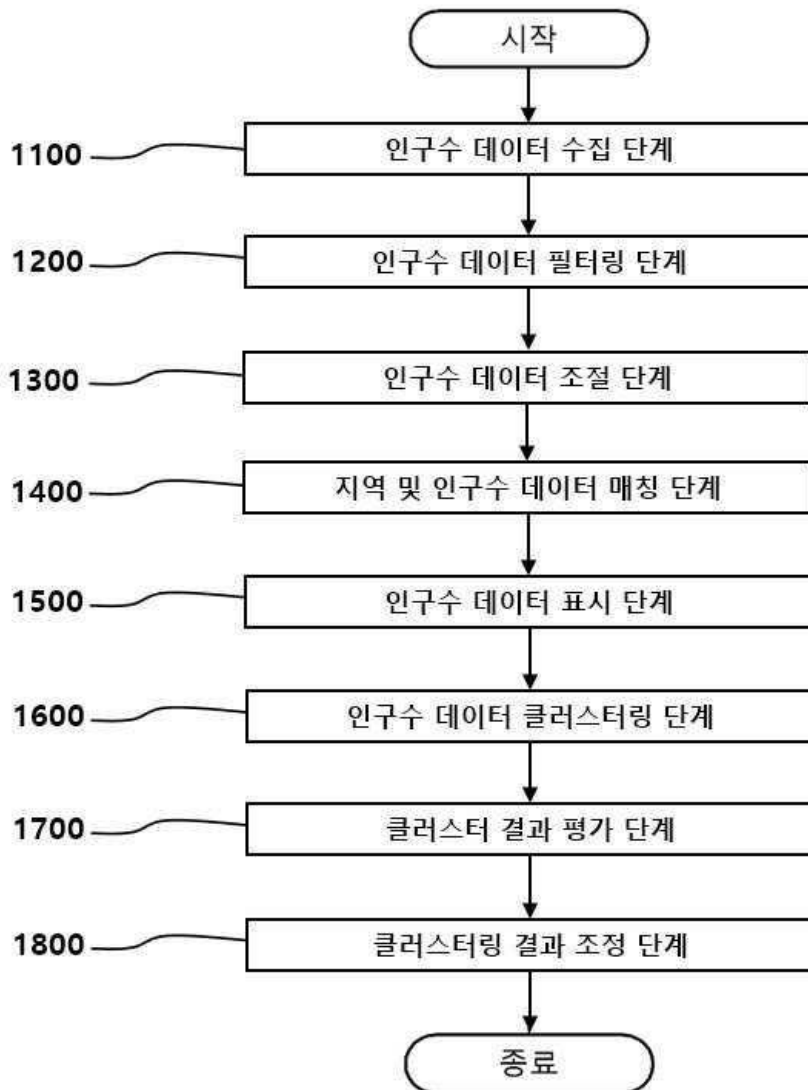 시작
1100 인구수 데이터 수집 단계
1200 인구수 데이터 필터링 단계
1300 인구수 데이터 조절 단계
1400 지역 및 인구수 데이터 매칭 단계
1500 인구수 데이터 표시 단계
1600 인구수 데이터 클러스터링 단계
1700 클러스터 결과 평가 단계
1800 클러스터링 결과 조정 단계
종료